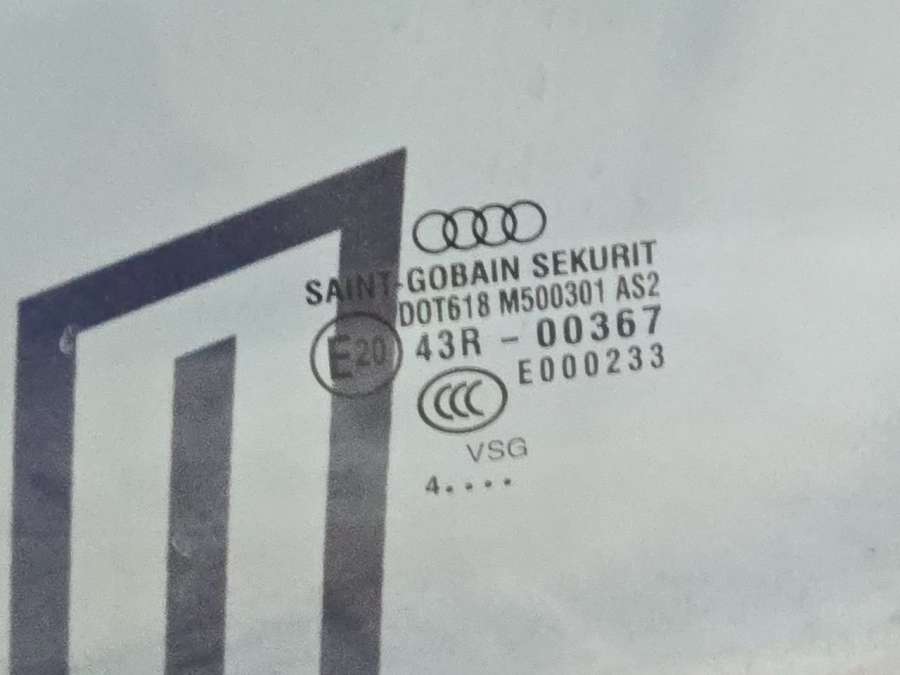 SAINT-GOBAIN SEKURIT
DOT618 M500301 AS2
E20 43R - 00367
E000233
CCC
VSG
4....